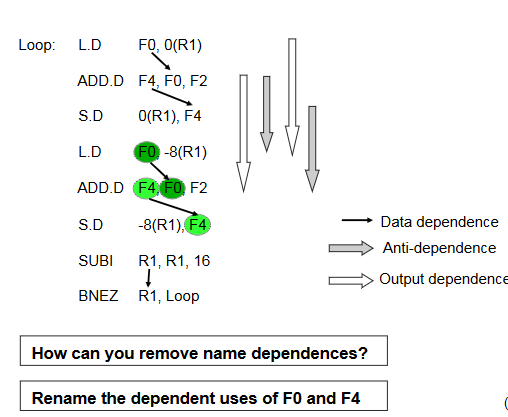 Loop: L.D F0, 0(R1)
ADD.D F4, F0, F2
S.D 0(R1), F4
L.D F0, -8(R1)
ADD.D F4, F0, F2
S.D -8(R1), F4
SUBI R1, R1, 16
BNEZ R1, Loop
Data dependence
Anti-dependence
Output dependence
How can you remove name dependences?
Rename the dependent uses of F0 and F4
(